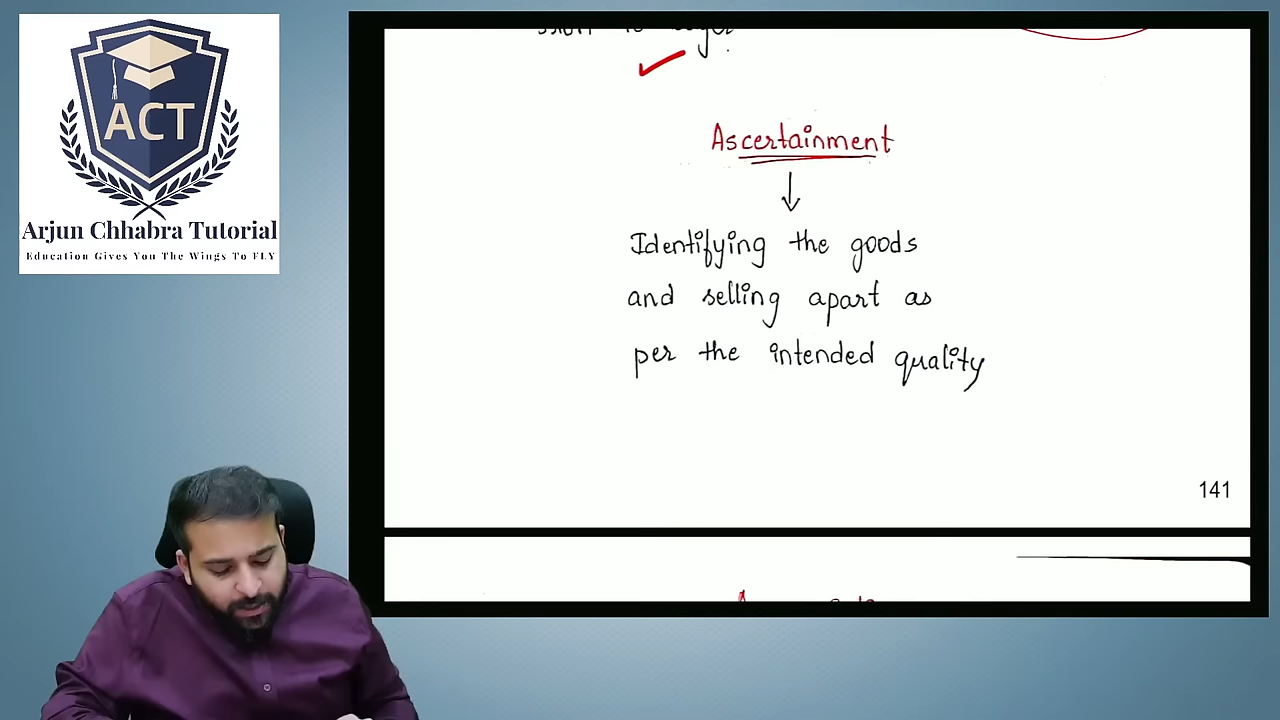 ACT
Arjun Chhabra Tutorial
Education Gives You The Wings To FLY
Ascertainment
Identifying the goods
and selling apart as
per the intended quality
141